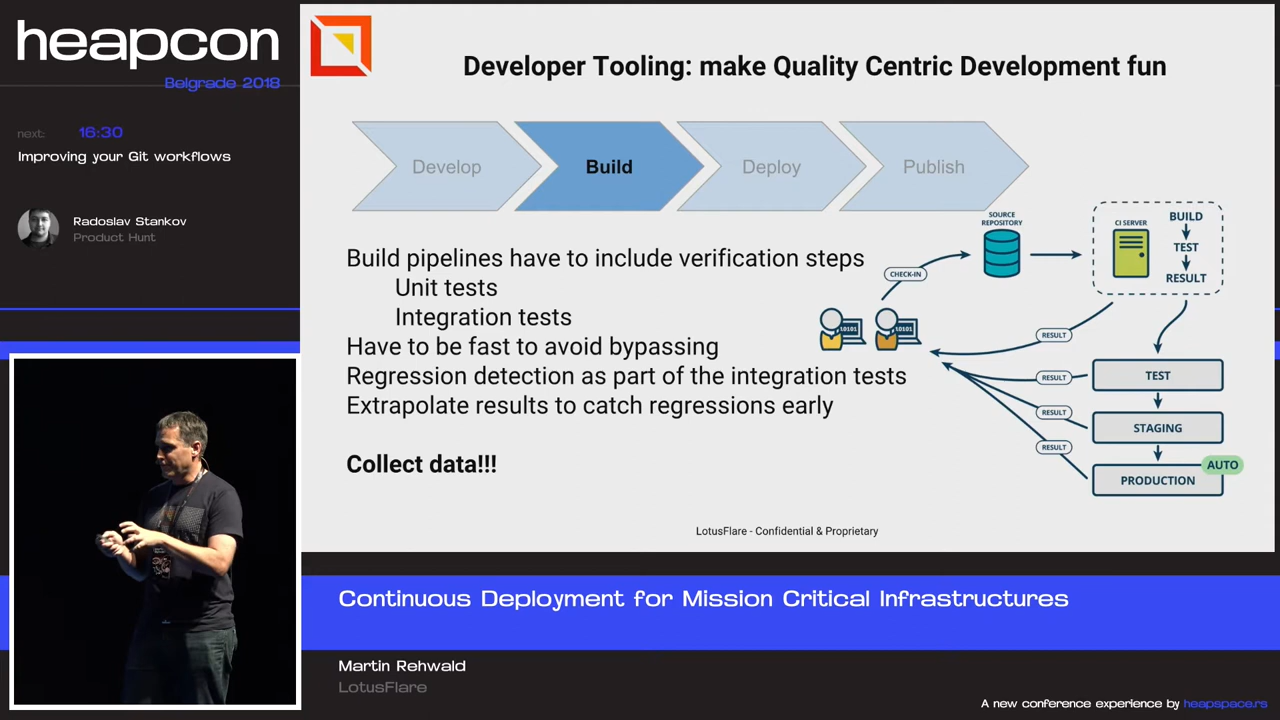 heapcon
Belgrade 2018
next: 16:30
Improving your Git workflows
Radoslav Stankov
Product Hunt
Developer Tooling: make Quality Centric Development fun
Develop
Build
Deploy
Publish
Build pipelines have to include verification steps
Unit tests
Integration tests
Have to be fast to avoid bypassing
Regression detection as part of the integration tests
Extrapolate results to catch regressions early
Collect data!!!
CHECK-IN
SOURCE
REPOSITORY
CI SERVER
BUILD
TEST
RESULT
10101
10101
RESULT
RESULT
RESULT
RESULT
TEST
STAGING
PRODUCTION
AUTO
LotusFlare - Confidential & Proprietary
Continuous Deployment for Mission Critical Infrastructures
Martin Rehwald
LotusFlare
A new conference experience by heapspace.rs